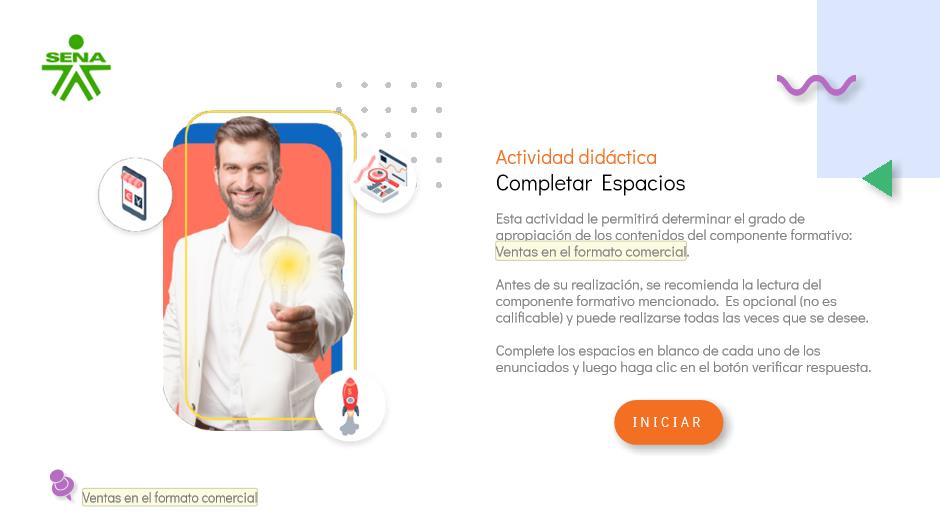 SENA
Actividad didáctica
Completar Espacios
Esta actividad le permitirá determinar el grado de
apropiación de los contenidos del componente formativo:
Ventas en el formato comercial.
Antes de su realización, se recomienda la lectura del
componente formativo mencionado. Es opcional (no es
calificable) y puede realizarse todas las veces que se desee.
Complete los espacios en blanco de cada uno de los
enunciados y luego haga clic en el botón verificar respuesta.
INICIAR
Ventas en el formato comercial